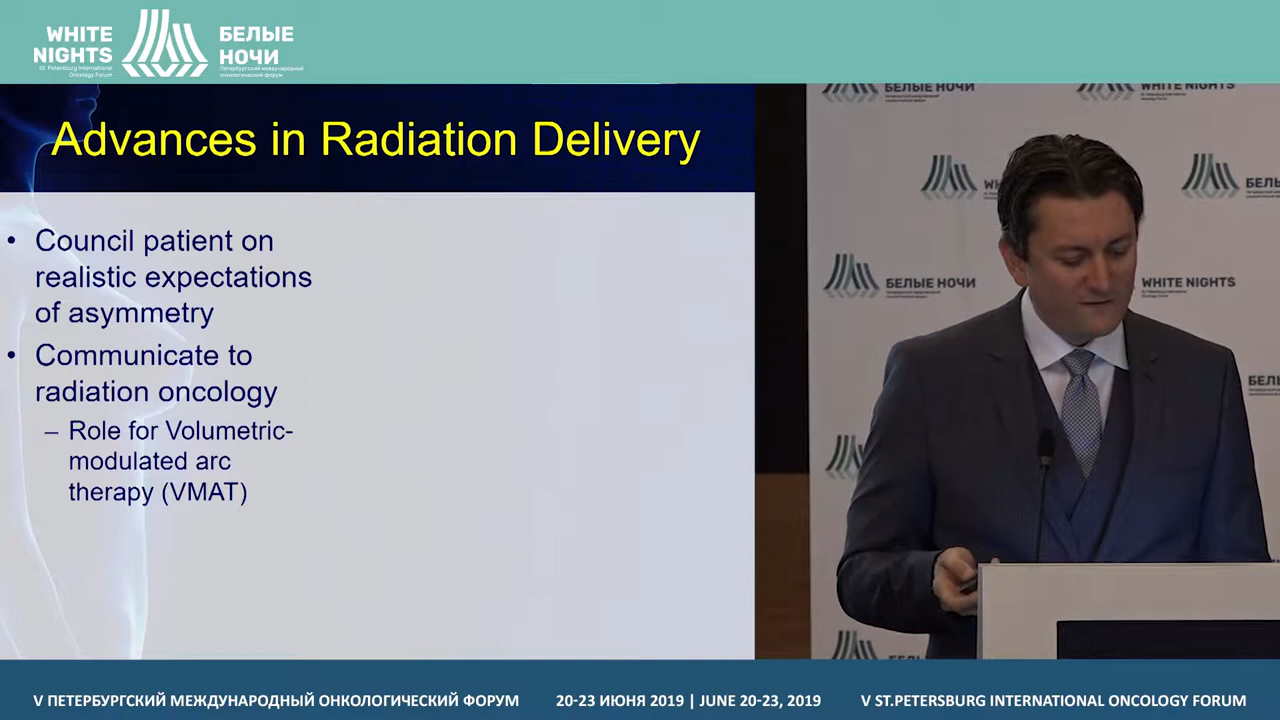 WHITE
NIGHTS
St. Petersburg International
Oncology Forum
БЕЛЫЕ
НОЧИ
Петербургский международный
онкологический форум
Advances in Radiation Delivery
• Council patient on
realistic expectations
of asymmetry
• Communicate to
radiation oncology
– Role for Volumetric-
modulated arc
therapy (VMAT)
БЕЛЫЕ НОЧИ
WHITE NIGHTS
БЕЛЫЕ НОЧИ
WHITE NIGHTS
V ПЕТЕРБУРГСКИЙ МЕЖДУНАРОДНЫЙ ОНКОЛОГИЧЕСКИЙ ФОРУМ
20-23 ИЮНЯ 2019 | JUNE 20-23, 2019
V ST.PETERSBURG INTERNATIONAL ONCOLOGY FORUM